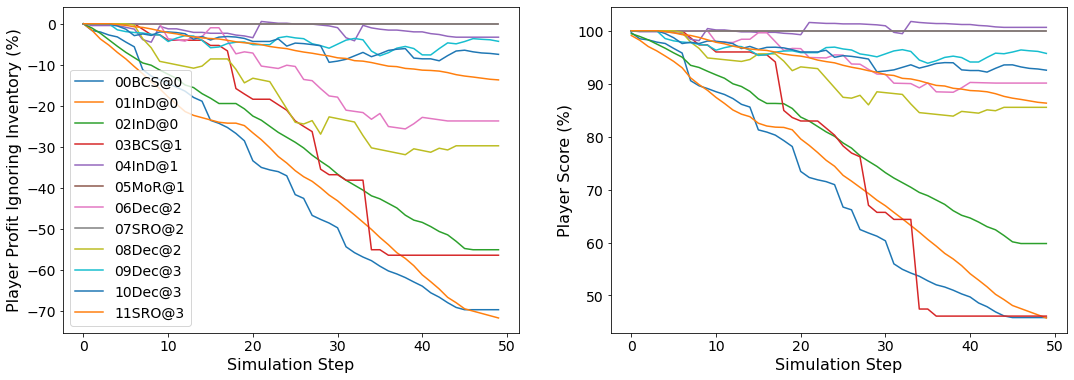 Player Profit Ignoring Inventory (%)
0
−10
−20
−30
−40
−50
−60
−70
00BCS@0
01InD@0
02InD@0
03BCS@1
04InD@1
05MoR@1
06Dec@2
07SRO@2
08Dec@2
09Dec@3
10Dec@3
11SRO@3
0 10 20 30 40 50
Simulation Step
Player Score (%)
100
90
80
70
60
50
0 10 20 30 40 50
Simulation Step